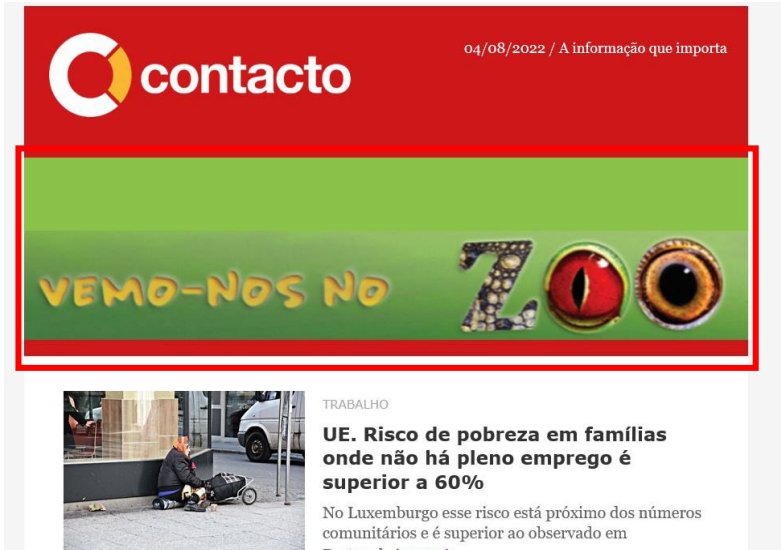 contacto
04/08/2022 / A informação que importa
VEMO-NOS NO ZOO
TRABALHO
UE. Risco de pobreza em famílias
onde não há pleno emprego é
superior a 60%
No Luxemburgo esse risco está próximo dos números
comunitários e é superior ao observado em